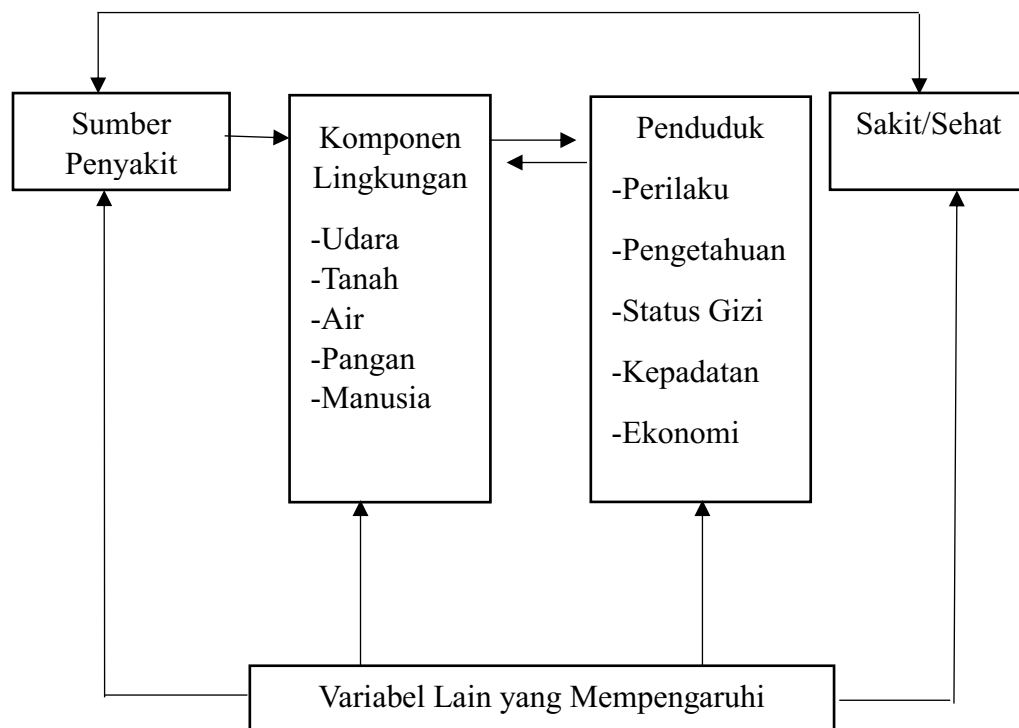 Sumber
Penyakit
Komponen
Lingkungan
-Udara
-Tanah
-Air
-Pangan
-Manusia
Penduduk
-Perilaku
-Pengetahuan
-Status Gizi
-Kepadatan
-Ekonomi
Sakit/Sehat
Variabel Lain yang Mempengaruhi